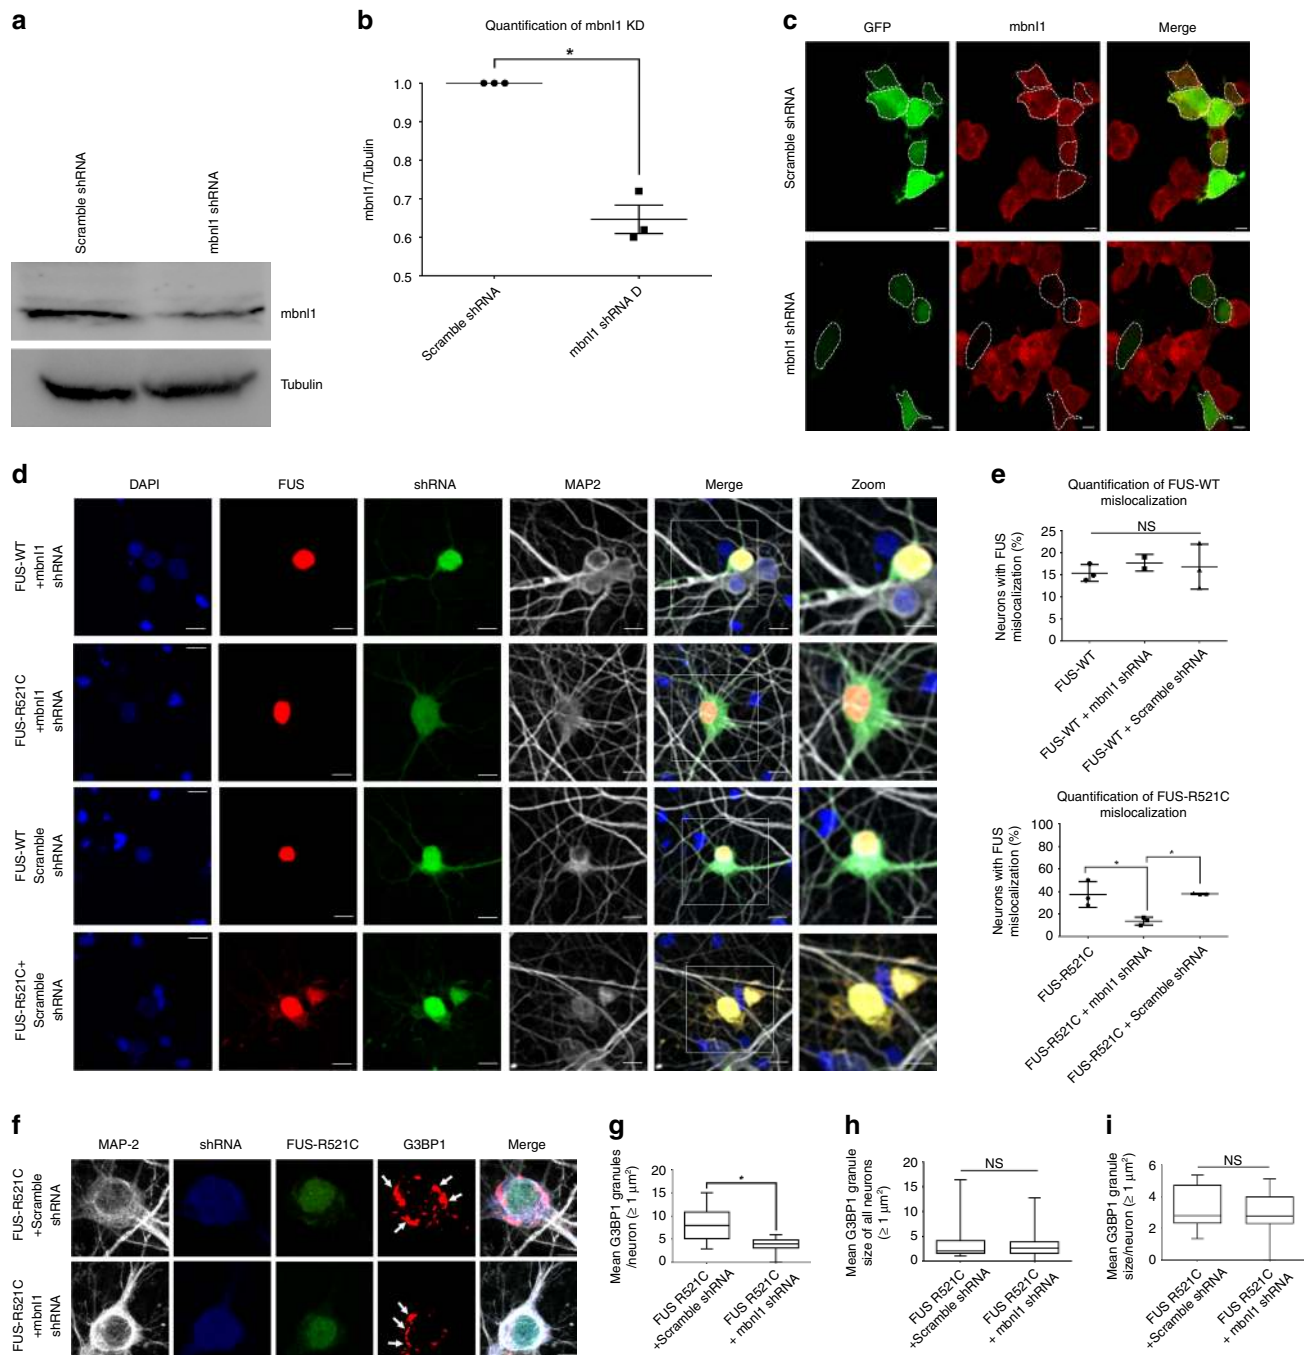 a
Scramble shRNA
mbnl1 shRNA
mbnl1
Tubulin
b
Quantification of mbnl1 KD
*
mbnl1/Tubulin
1.0
0.9
0.8
0.7
0.6
0.5
Scramble shRNA
mbnl1 shRNA D
c
GFP
mbnl1
Merge
Scramble shRNA
mbnl1 shRNA
d
DAPI
FUS
shRNA
MAP2
Merge
Zoom
FUS-WT
+mbnl1
shRNA
FUS-R521C
+mbnl1
shRNA
FUS-WT
Scramble
shRNA
FUS-R521C+
Scramble
shRNA
e
Quantification of FUS-WT
mislocalization
NS
Neurons with FUS
mislocalization (%)
25
20
15
10
5
0
FUS-WT
FUS-WT + mbnl1 shRNA
FUS-WT + Scramble shRNA
Quantification of FUS-R521C
mislocalization
Neurons with FUS
mislocalization (%)
100
80
60
40
20
0
*
*
FUS-R521C
FUS-R521C + mbnl1 shRNA
FUS-R521C + Scramble shRNA
f
MAP-2
shRNA
FUS-R521C
G3BP1
Merge
FUS-R521C
+Scramble
shRNA
FUS-R521C
+mbnl1
shRNA
g
Mean G3BP1 granules
/neuron (≥ 1 µm²)
20
15
10
5
0
*
FUS R521C
+Scramble shRNA
FUS R521C
+ mbnl1 shRNA
h
Mean G3BP1 granule
size of all neurons
(≥ 1 µm²)
20
15
10
5
0
NS
FUS R521C
+Scramble shRNA
FUS R521C
+ mbnl1 shRNA
i
Mean G3BP1 granule
size/neuron (≥ 1 µm²)
6
4
2
0
NS
FUS R521C
+Scramble shRNA
FUS R521C
+ mbnl1 shRNA